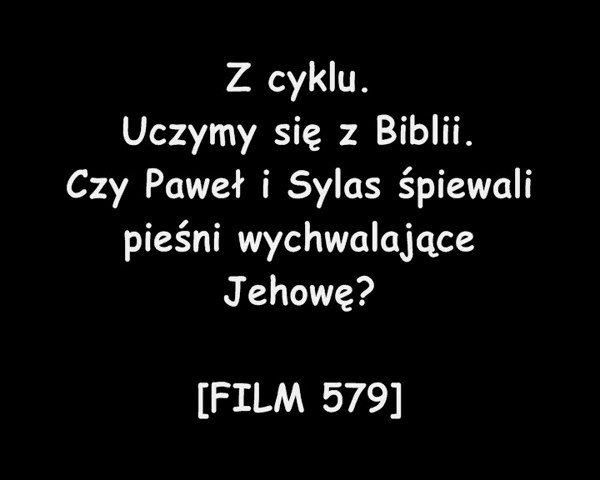 Z cyklu.
Uczymy się z Biblii.
Czy Paweł i Sylas śpiewali
pieśni wychwalające
Jehowę?
[FILM 579]